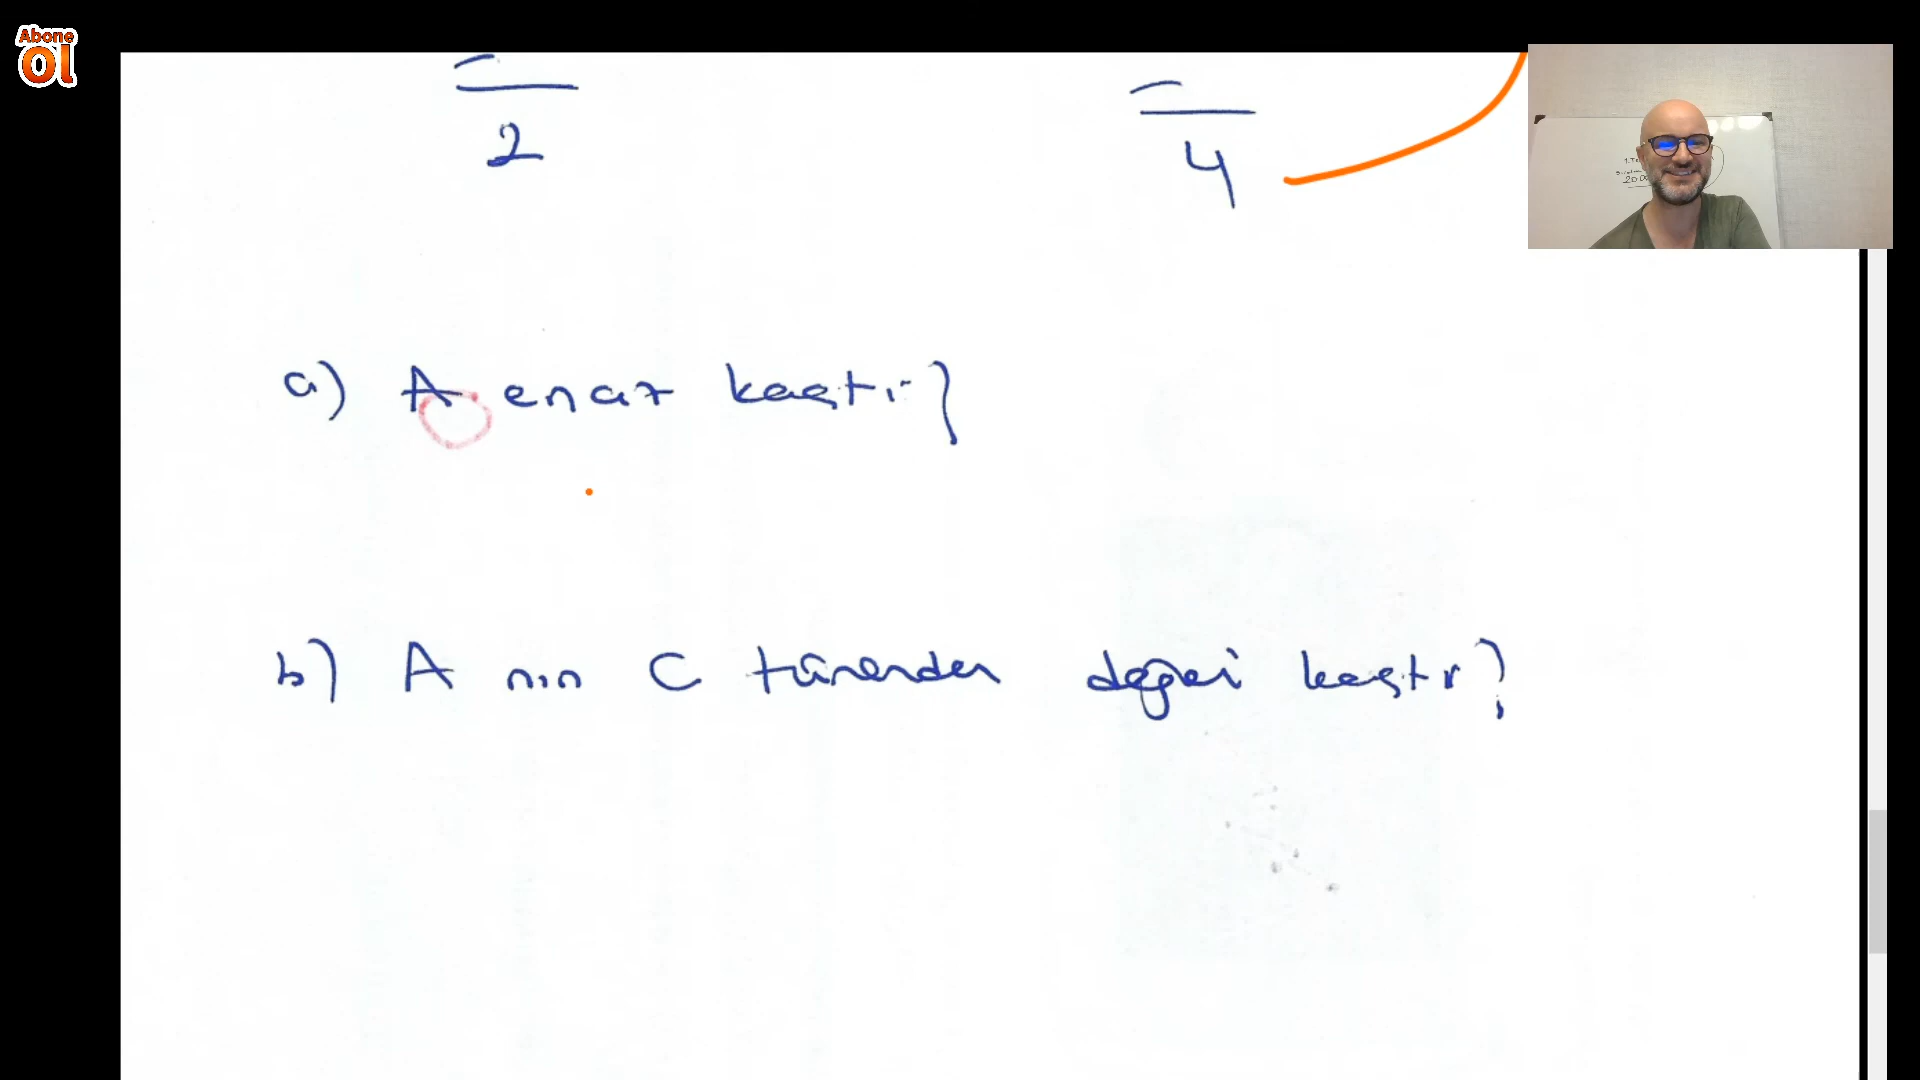 Abone
Ol
2
4
a) A en az kaçtır?
b) A nın C türünden değeri kaçtır?